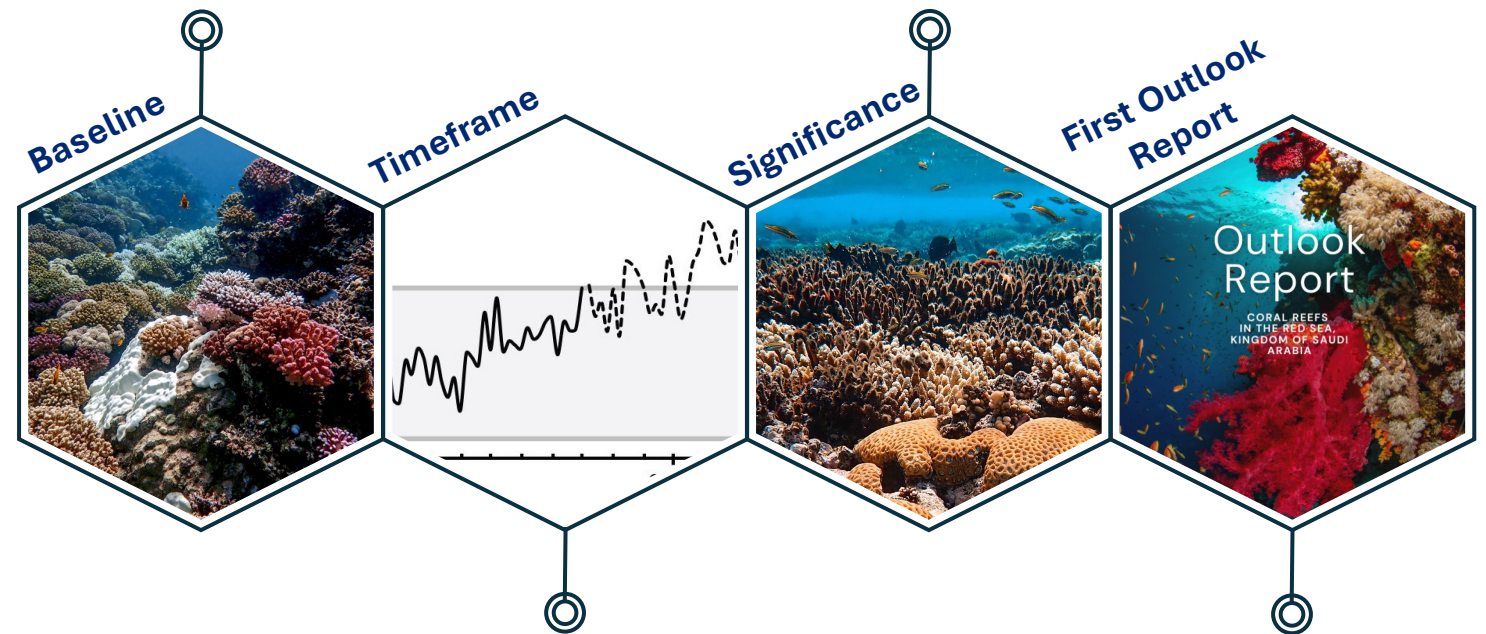 Baseline
Timeframe
Significance
First Outlook
Report
Outlook
Report
CORAL REEFS
IN THE RED SEA,
KINGDOM OF SAUDI
ARABIA